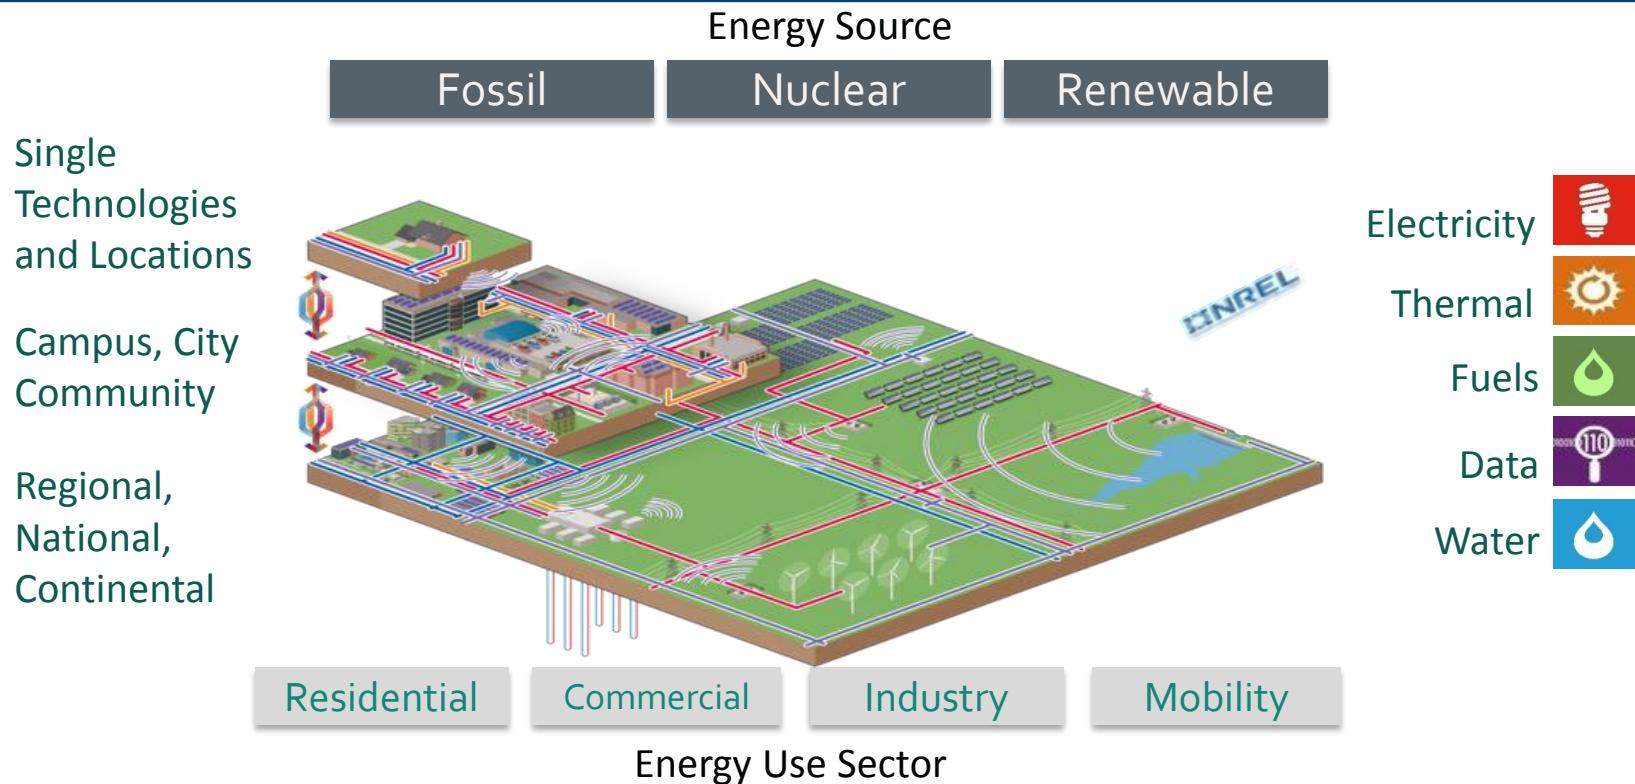 Energy Source
Fossil
Nuclear
Renewable
Single
Technologies
and Locations
Campus, City
Community
Regional,
National,
Continental
NREL
Electricity
Thermal
Fuels
110
Data
Water
Residential
Commercial
Industry
Mobility
Energy Use Sector